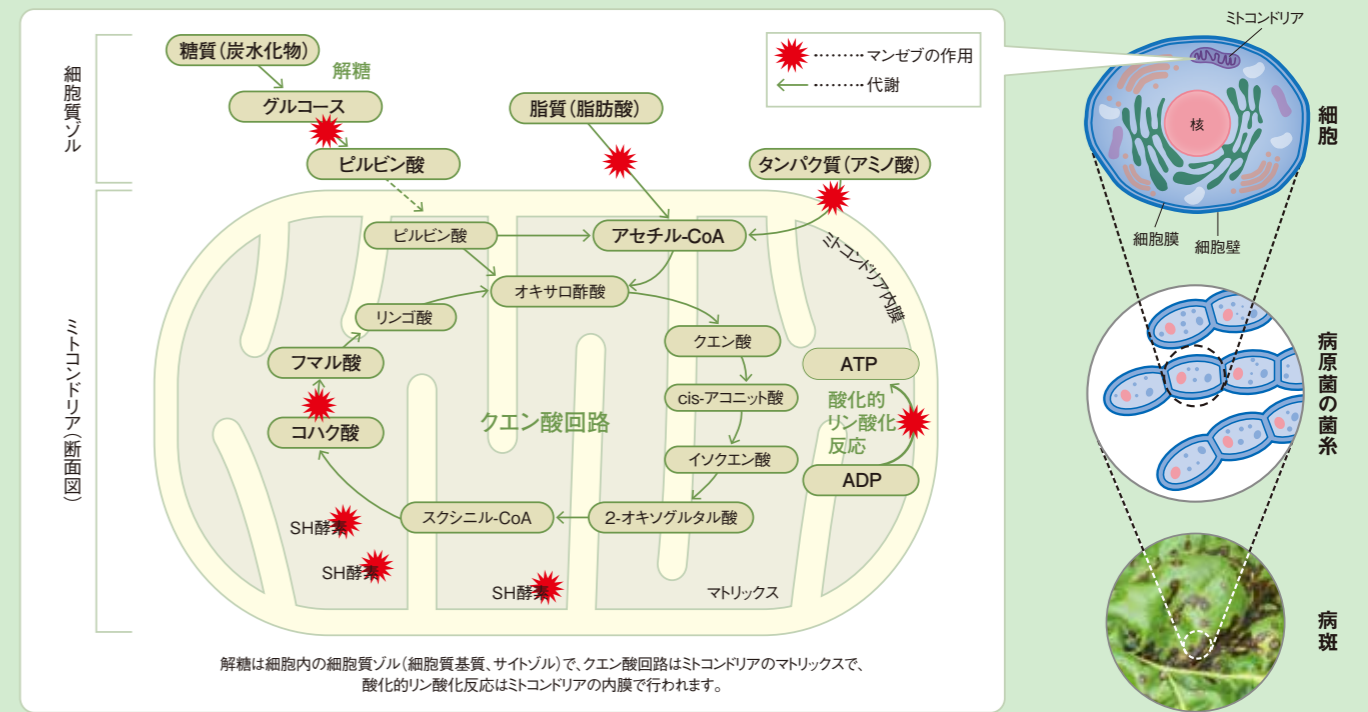 糖質（炭水化物）
解糖
グルコース
ピルビン酸
脂質（脂肪酸）
タンパク質（アミノ酸）
………マンゼブの作用
………代謝
細胞質ゾル
ミトコンドリア（断面図）
ピルビン酸
アセチル-CoA
ミトコンドリア内膜
オキサロ酢酸
リンゴ酸
クエン酸
フマル酸
ATP
cis-アコニット酸
酸化的
リン酸化
反応
クエン酸回路
コハク酸
イソクエン酸
ADP
スクシニル-CoA
2-オキソグルタル酸
SH酵素
SH酵素
SH酵素
マトリックス
解糖は細胞内の細胞質ゾル（細胞質基質、サイトゾル）で、クエン酸回路はミトコンドリアのマトリックスで、
酸化的リン酸化反応はミトコンドリアの内膜で行われます。
ミトコンドリア
核
細胞
細胞膜
細胞壁
病原菌の菌糸
病斑